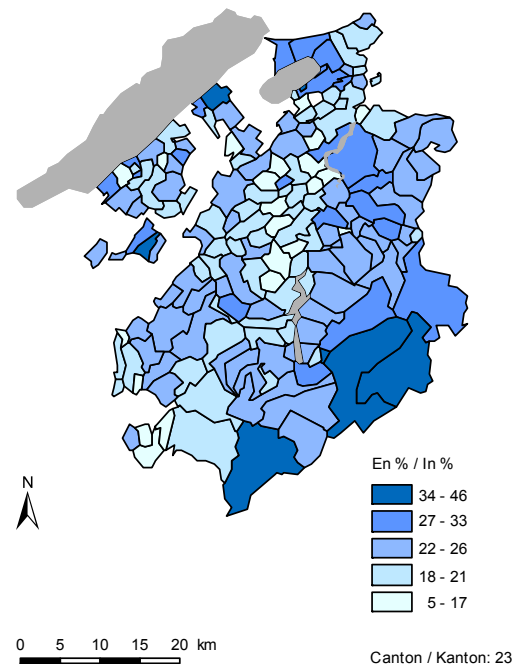 En % / In %
N
34 - 46
27 - 33
22 - 26
18 - 21
5 - 17
0 5 10 15 20 km
Canton / Kanton: 23